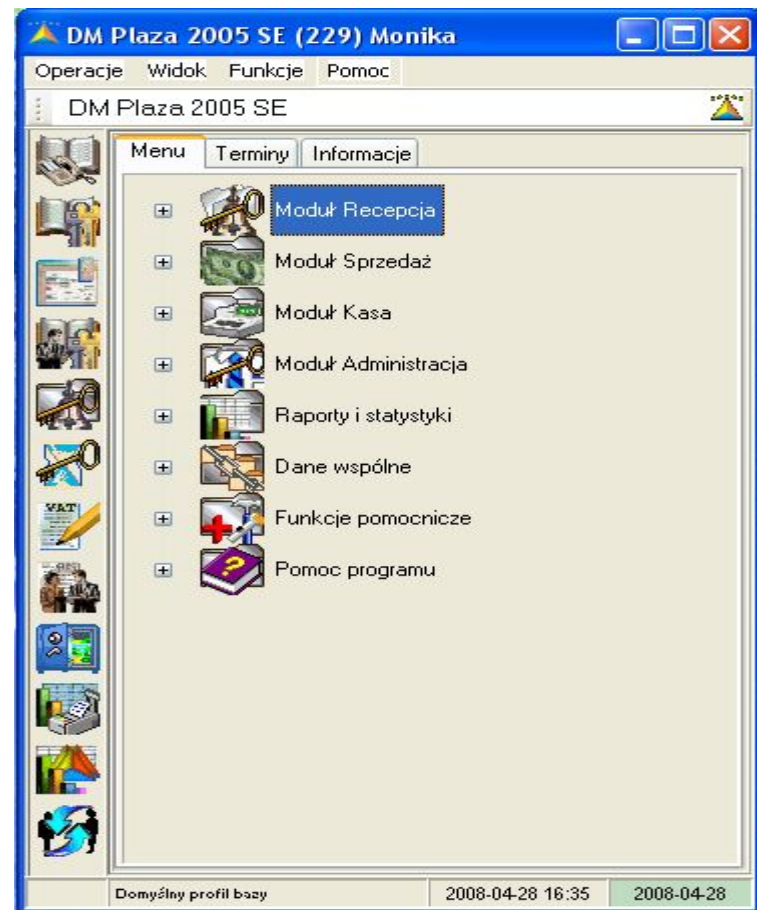 DM Plaza 2005 SE (229) Monika
Operacje Widok Funkcje Pomoc
DM Plaza 2005 SE
Menu Terminy Informacje
Moduł Recepcja
Moduł Sprzedaż
Moduł Kasa
Moduł Administracja
Raporty i statystyki
Dane wspólne
Funkcje pomocnicze
Pomoc programu
VAT
Domyślny profil bazy 2008-04-28 16:35 2008-04-28